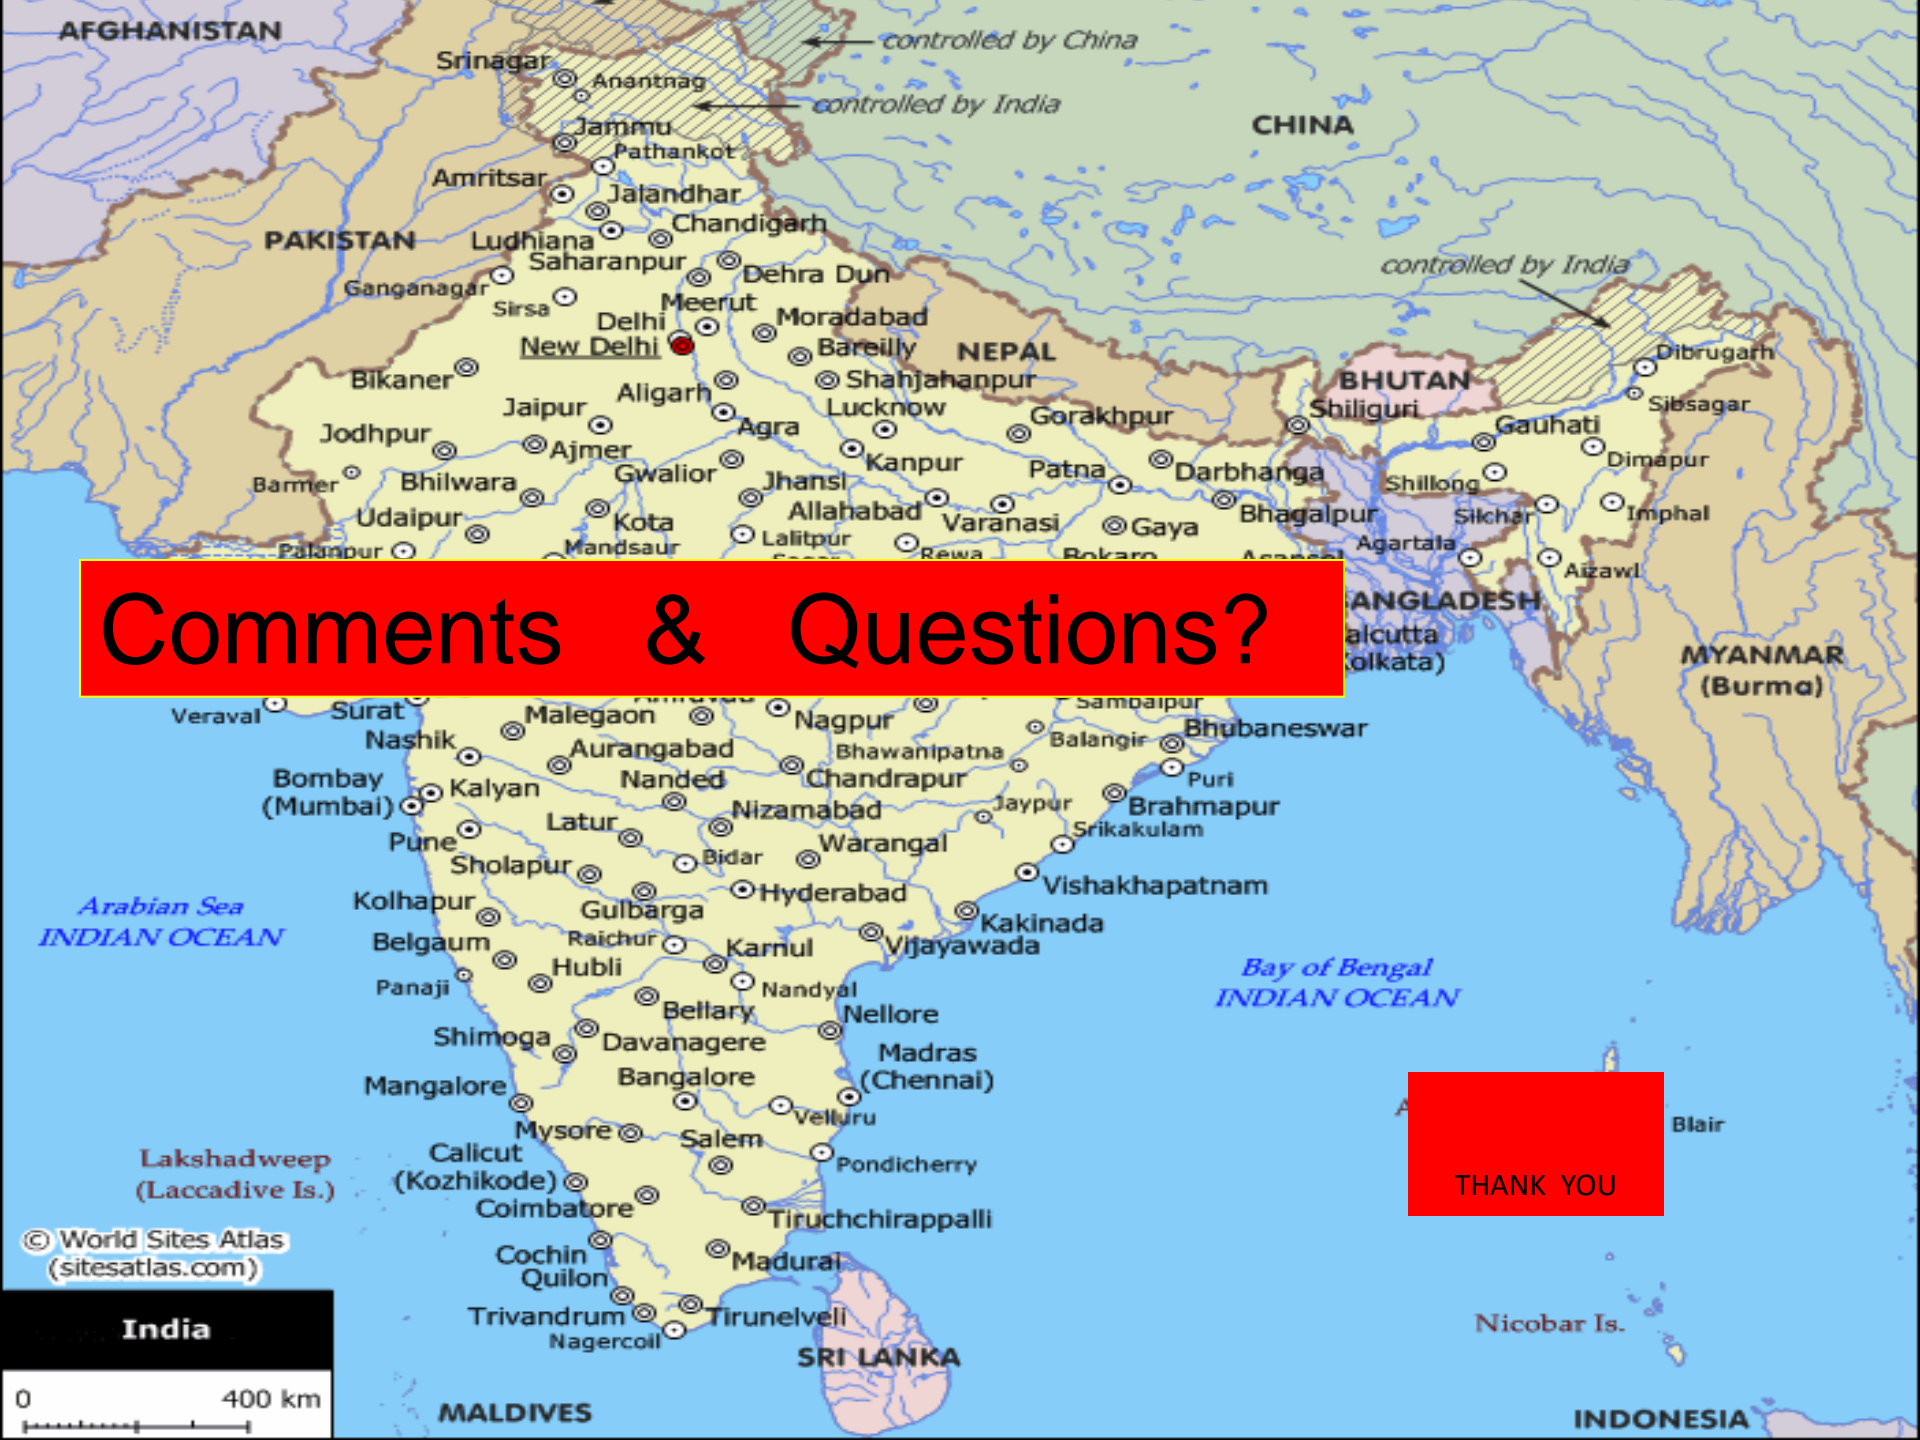 AFGHANISTAN
controlled by China
Srinagar
Anantnag
controlled by India
Jammu
CHINA
Pathankot
Amritsar
Jalandhar
Chandigarh
PAKISTAN
Ludhiana
Saharanpur
Dehra Dun
controlled by India
Ganganagar
Sirsa
Meerut
Delhi
Moradabad
New Delhi
Bareilly
NEPAL
Dibrugarh
Bikaner
Aligarh
Shahjahanpur
BHUTAN
Jaipur
Lucknow
Gorakhpur
Shiliguri
Sibsagar
Jodhpur
Agra
Gauhati
Ajmer
Kanpur
Patna
Darbhanga
Dimapur
Barmer
Bhilwara
Gwalior
Jhansi
Shillong
Udaipur
Kota
Allahabad
Varanasi
Gaya
Bhagalpur
Silchar
Imphal
Palanpur
Mandsaur
Lalitpur
Rewa
Bokaro
Asansol
Agartala
Aizawl
Comments & Questions?
ANGLADESH
alcutta
olkata)
MYANMAR
(Burma)
Veraval
Surat
Malegaon
Nagpur
Sambalpur
Nashik
Aurangabad
Bhawanipatna
Balangir
Bhubaneswar
Bombay
(Mumbai)
Kalyan
Nanded
Chandrapur
Puri
Nizamabad
Jaypur
Brahmapur
Pune
Latur
Warangal
Srikakulam
Sholapur
Bidar
Vishakhapatnam
Arabian Sea
INDIAN OCEAN
Kolhapur
Gulbarga
Hyderabad
Kakinada
Belgaum
Raichur
Karnul
Vijayawada
Panaji
Hubli
Nandyal
Bay of Bengal
INDIAN OCEAN
Bellary
Nellore
Shimoga
Davanagere
Madras
(Chennai)
Mangalore
Bangalore
Velluru
Blair
Mysore
Salem
Lakshadweep
(Laccadive Is.)
Calicut
(Kozhikode)
Pondicherry
THANK YOU
Coimbatore
Tiruchchirappalli
© World Sites Atlas
(sitesatlas.com)
Cochin
Madurai
Quilon
Trivandrum
Tirunelveli
Nagercoil
Nicobar Is.
India
SRI LANKA
0 400 km
MALDIVES
INDONESIA